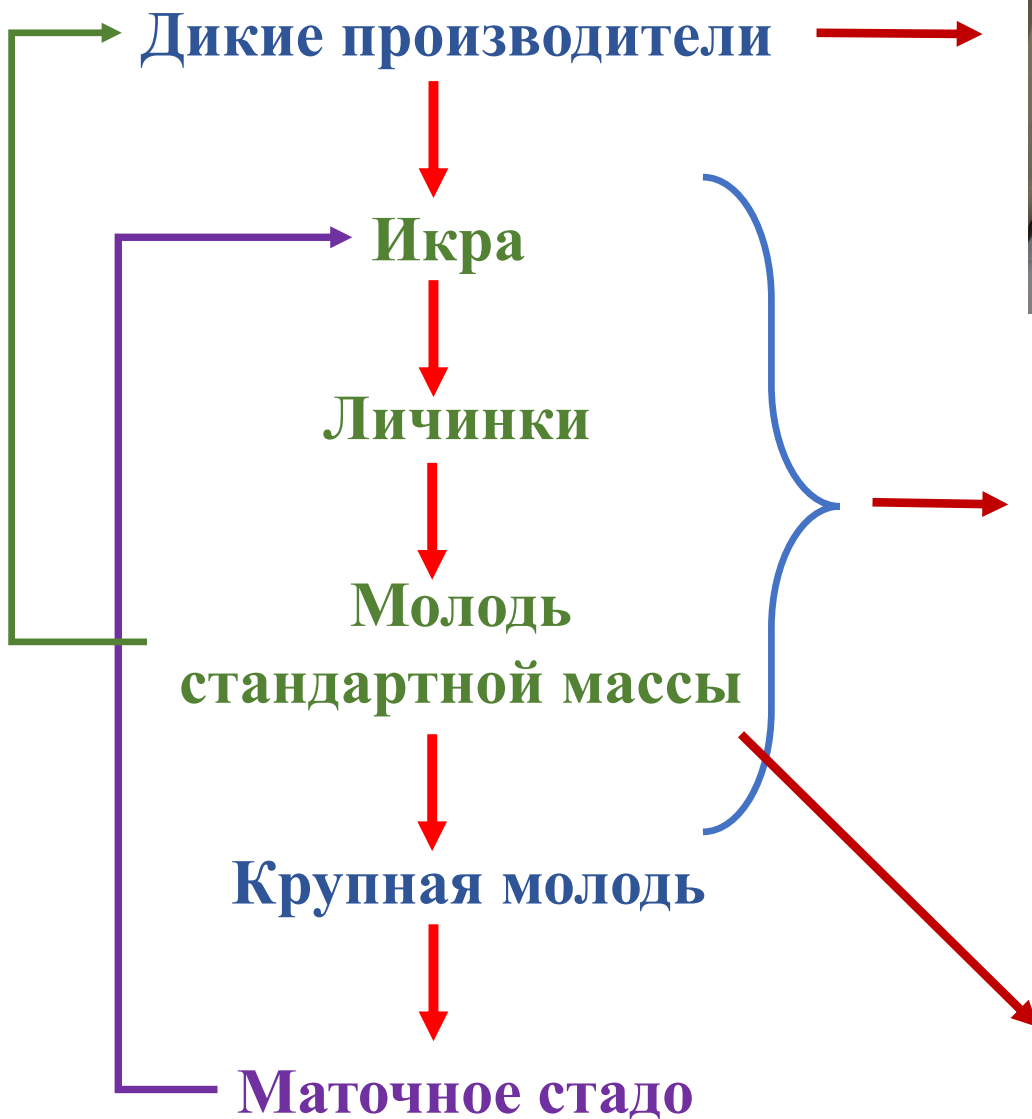 Дикие производители
Икра
Личинки
Молодь
стандартной массы
Крупная молодь
Маточное стадо